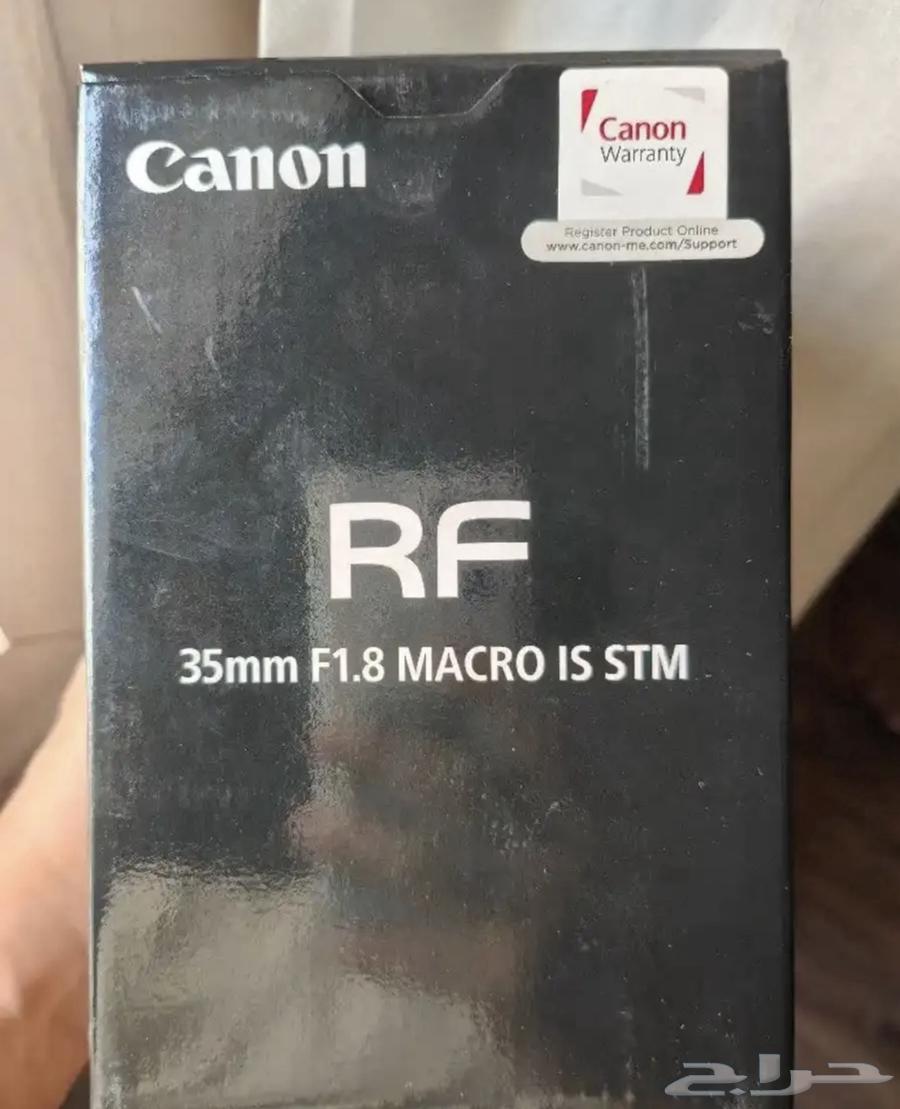 Canon
Canon
Warranty
Register Product Online
www.canon-me.com/Support
RF
35mm F1.8 MACRO IS STM
حراج